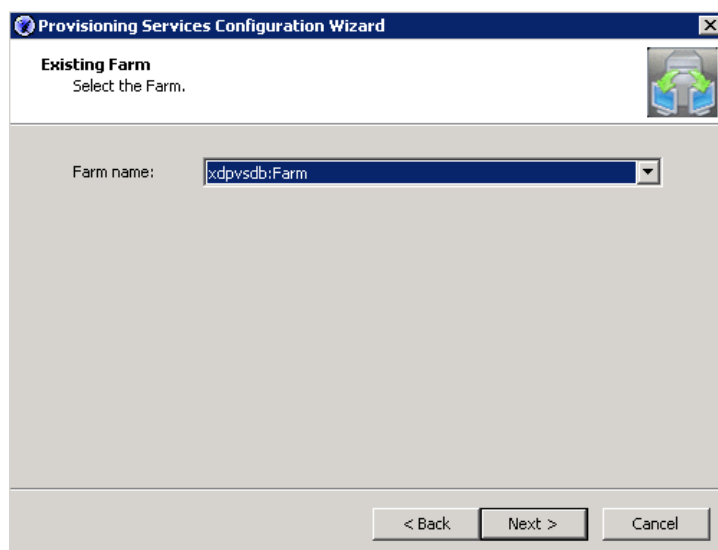 Provisioning Services Configuration Wizard
Existing Farm
Select the Farm.
Farm name: xdpvsdb:Farm
< Back Next > Cancel